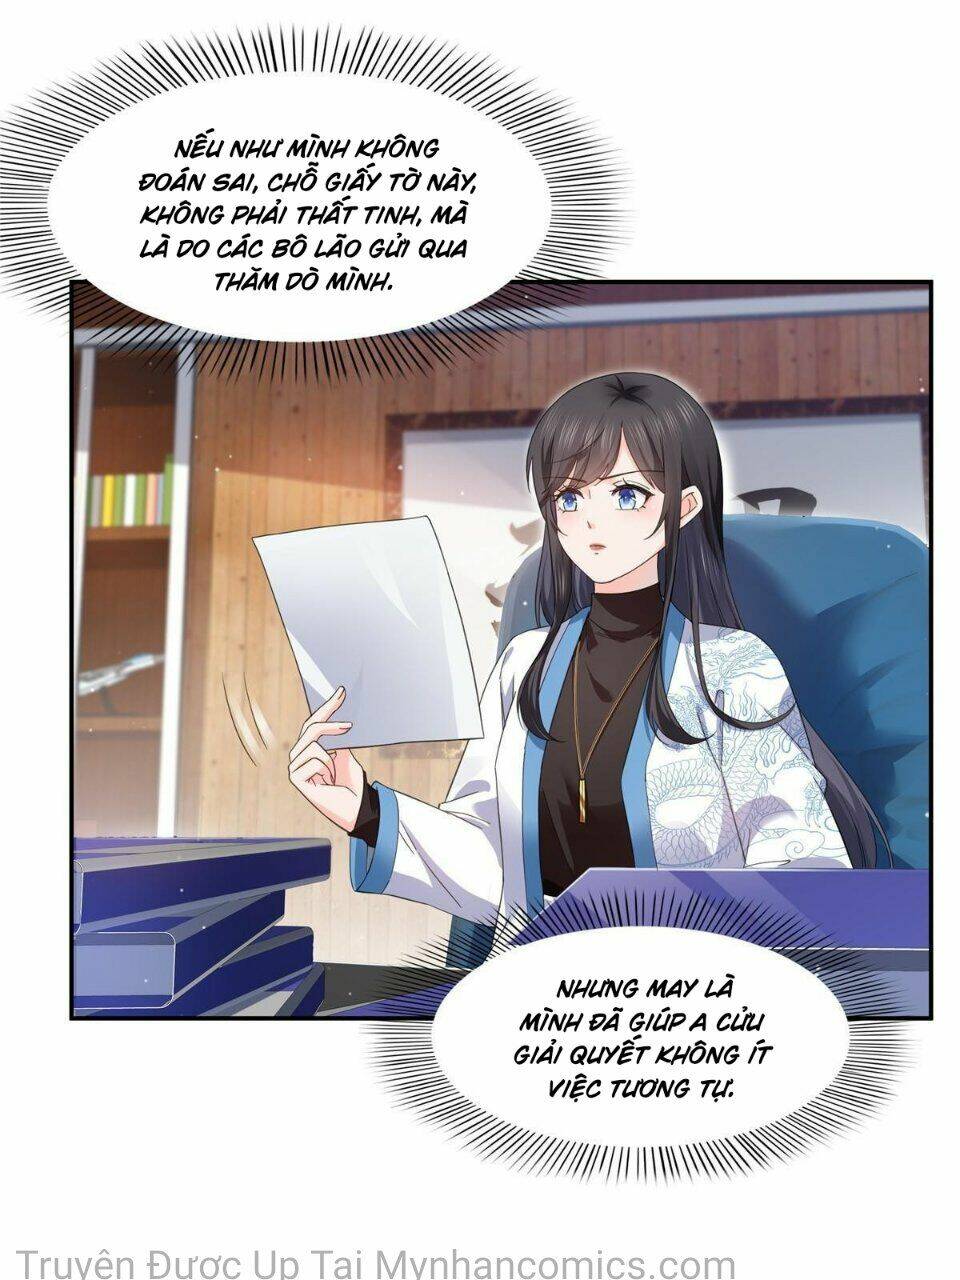 NẾU NHƯ MÌNH KHÔNG
ĐOÁN SAI, CHỖ GIẤY TỜ NÀY,
KHÔNG PHẢI THẤT TINH, MÀ
LÀ DO CÁC BÔ LÃO GỬI QUA
THĂM DÒ MÌNH.
NHƯNG MAY LÀ
MÌNH ĐÃ GIÚP A CỬU
GIẢI QUYẾT KHÔNG ÍT
VIỆC TƯƠNG TỰ.
Truyện Được Up Tại Mynhancomics.com